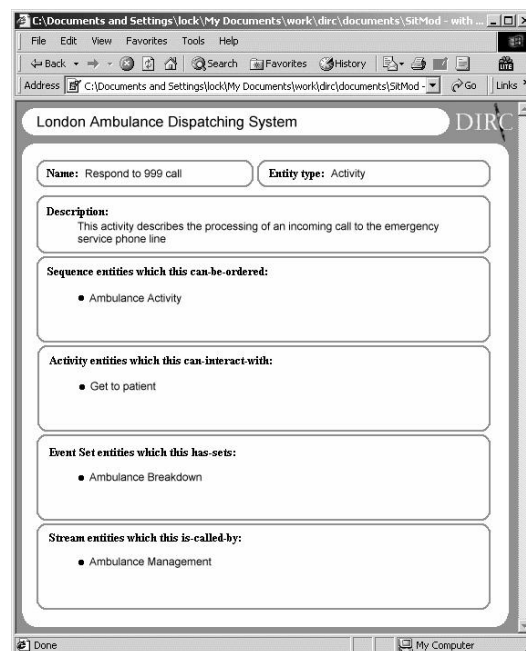 C:\Documents and Settings\lock\My Documents\work\dirc\documents\SitMod - with ...
File Edit View Favorites Tools Help
Back Search Favorites History LITE
Address C:\Documents and Settings\lock\My Documents\work\dirc\documents\SitMod - Go Links »
London Ambulance Dispatching System DIRC
Name: Respond to 999 call Entity type: Activity
Description:
This activity describes the processing of an incoming call to the emergency
service phone line
Sequence entities which this can-be-ordered:
• Ambulance Activity
Activity entities which this can-interact-with:
• Get to patient
Event Set entities which this has-sets:
• Ambulance Breakdown
Stream entities which this is-called-by:
• Ambulance Management
Done My Computer